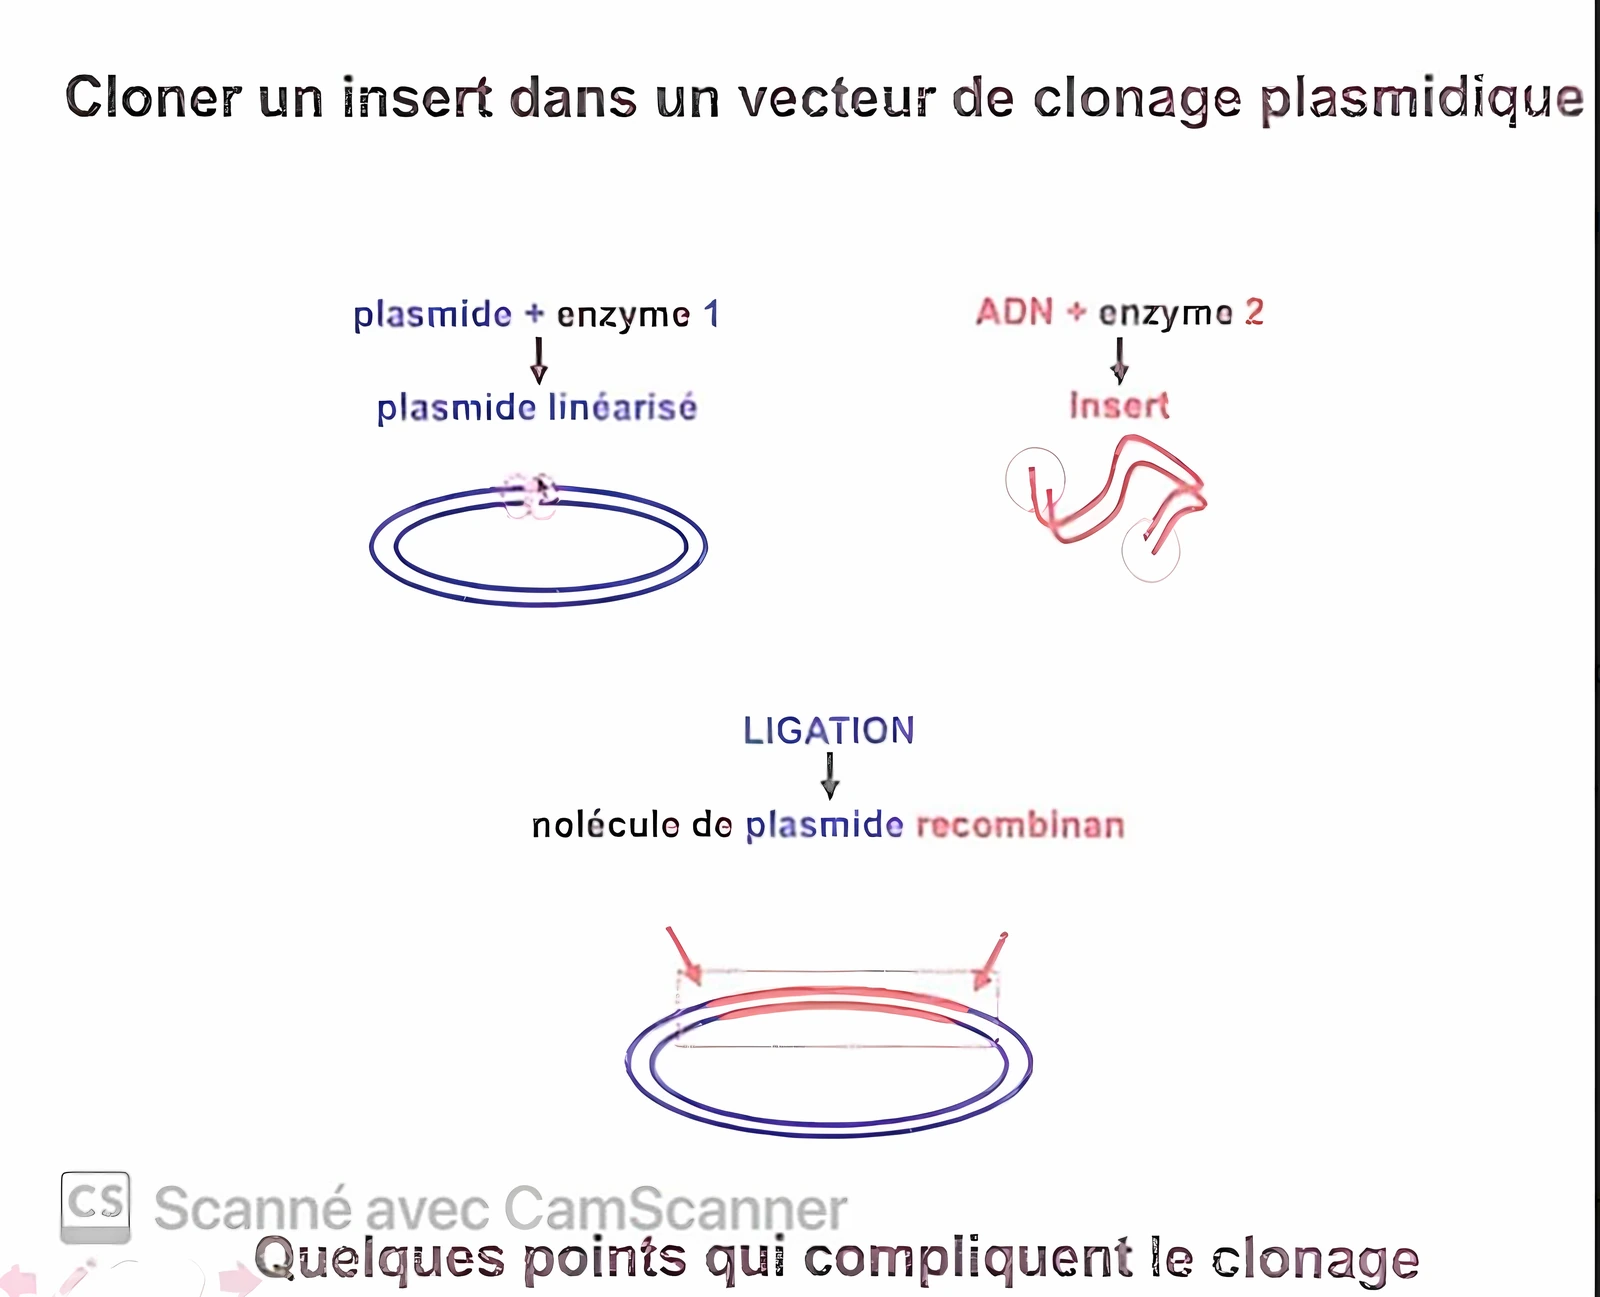 Cloner un insert dans un vecteur de clonage plasmidique
plasmide + enzyme 1
ADN + enzyme 2
plasmide linéarisé
insert
LIGATION
nolécule de plasmide recombinan
CS Scanné avec CamScanner
Quelques points qui compliquent le clonage